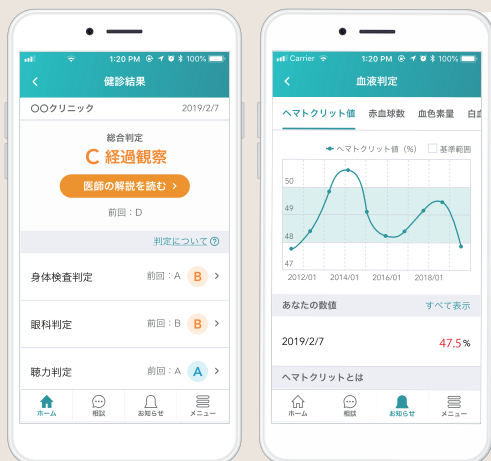 1:20 PM 100%
健診結果
〇〇クリニック 2019/2/7
総合判定
C 経過観察
医師の解説を読む
前回：D
判定について?
身体検査判定 前回：A B
眼科判定 前回：B B
聴力判定 前回：A A
ホーム 相談 お知らせ メニュー
Carrier 1:20 PM 100%
血液判定
ヘマトクリット値 赤血球数 血色素量 白血
ヘマトクリット値（%） 基準範囲
50
49
48
47
2012/01 2014/01 2016/01 2018/01
あなたの数値 すべて表示
2019/2/7 47.5%
ヘマトクリットとは
ホーム 相談 お知らせ メニュー